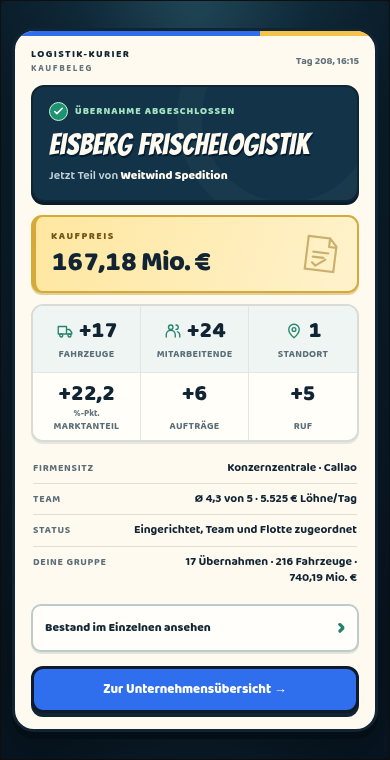 LOGISTIK-KURIER
KAUFBELEG
Tag 208, 16:15
ÜBERNAHME ABGESCHLOSSEN
EISBERG FRISCHELOGISTIK
Jetzt Teil von Weitwind Spedition
KAUFPREIS
167,18 Mio. €
+17
FAHRZEUGE
+24
MITARBEITENDE
1
STANDORT
+22,2
%-Pkt.
MARKTANTEIL
+6
AUFTRÄGE
+5
RUF
FIRMENSITZ
Konzernzentrale · Callao
TEAM
Ø 4,3 von 5 · 5.525 € Löhne/Tag
STATUS
Eingerichtet, Team und Flotte zugeordnet
DEINE GRUPPE
17 Übernahmen · 216 Fahrzeuge ·
740,19 Mio. €
Bestand im Einzelnen ansehen
Zur Unternehmensübersicht →